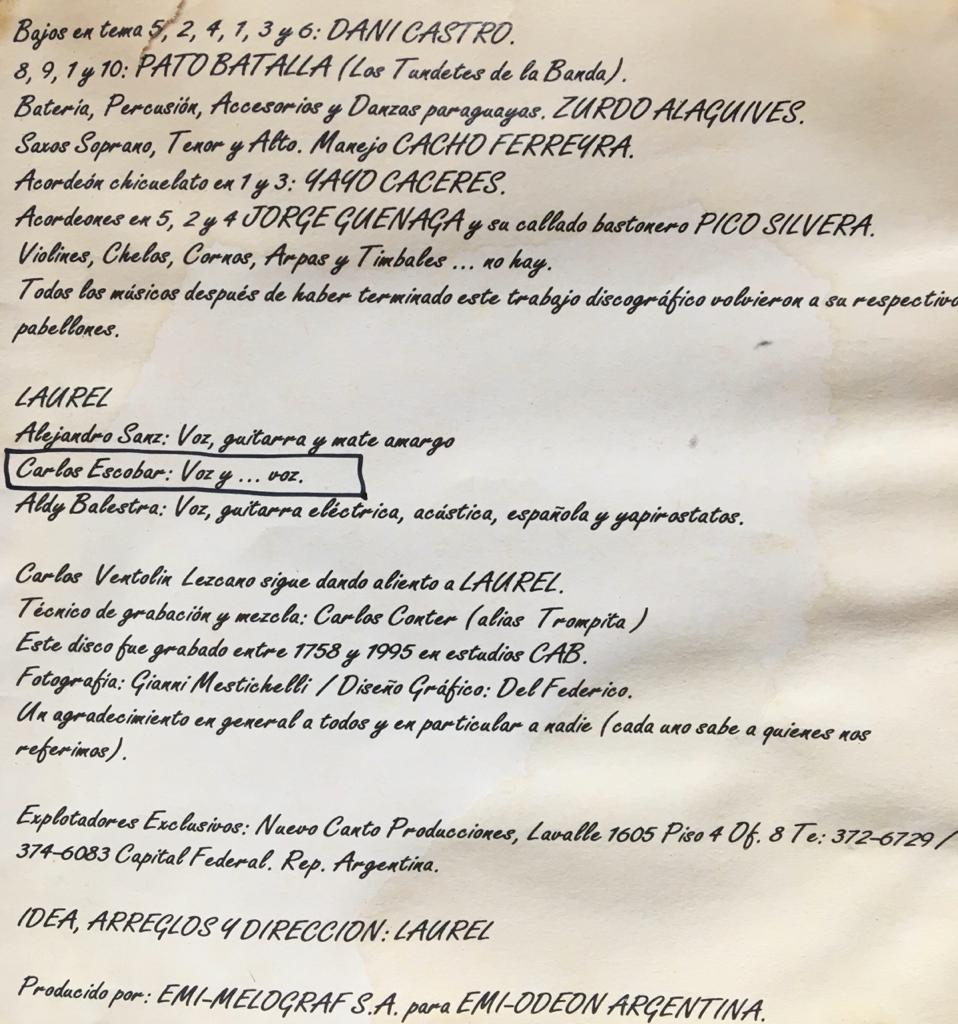 Bajos en tema 5, 2, 4, 1, 3 y 6: DANI CASTRO.
8, 9, 1 y 10: PATO BATALLA (Los Tundetes de la Banda).
Batería, Percusión, Accesorios y Danzas paraguayas. ZURDO ALAGUIVES.
Saxos Soprano, Tenor y Alto. Manejo CACHO FERREYRA.
Acordeón chicuelato en 1 y 3: YAYO CACERES.
Acordeones en 5, 2 y 4 JORGE GUENAGA y su callado bastonero PICO SILVERA.
Violines, Chelos, Cornos, Arpas y Timbales ... no hay.
Todos los músicos después de haber terminado este trabajo discográfico volvieron a su respectivo
pabellones.
LAUREL
Alejandro Sanz: Voz, guitarra y mate amargo
Carlos Escobar: Voz y ... voz.
Aldy Balestra: Voz, guitarra eléctrica, acústica, española y yapirostatos.
Carlos Ventolin Lezcano sigue dando aliento a LAUREL.
Técnico de grabación y mezcla: Carlos Conter (alias Trompita)
Este disco fue grabado entre 1758 y 1995 en estudios CAB.
Fotografía: Gianni Mestichelli / Diseño Gráfico: Del Federico.
Un agradecimiento en general a todos y en particular a nadie (cada uno sabe a quienes nos
referimos).
Explotadores Exclusivos: Nuevo Canto Producciones, Lavalle 1605 Piso 4 Of. 8 Te: 372-6729 /
374-6083 Capital Federal. Rep. Argentina.
IDEA, ARREGLOS Y DIRECCION: LAUREL
Producido por: EMI-MELOGRAF S.A. para EMI-ODEON ARGENTINA.